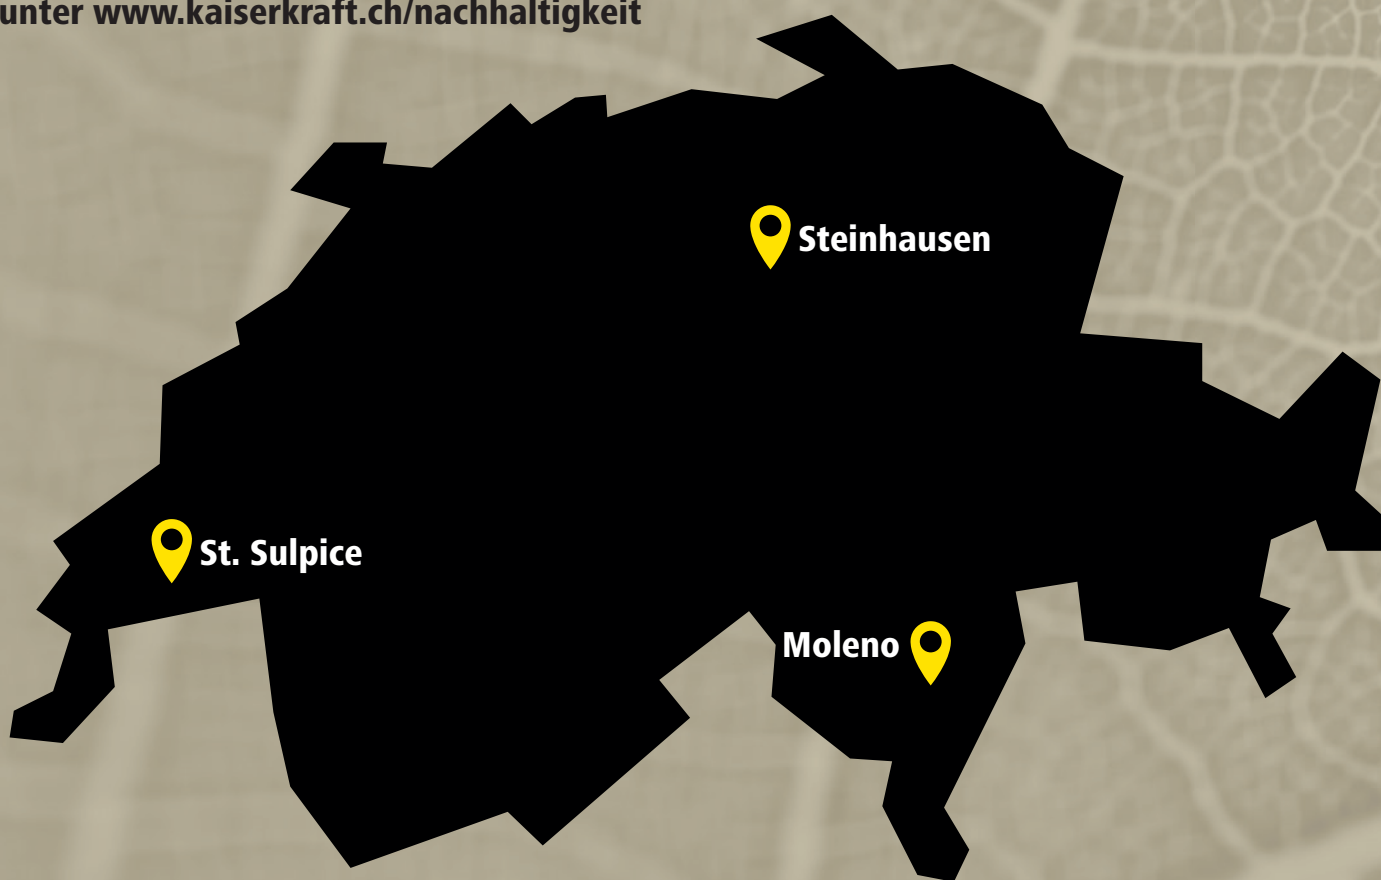 unter www.kaiserkraft.ch/nachhaltigkeit
Steinhausen
St. Sulpice
Moleno